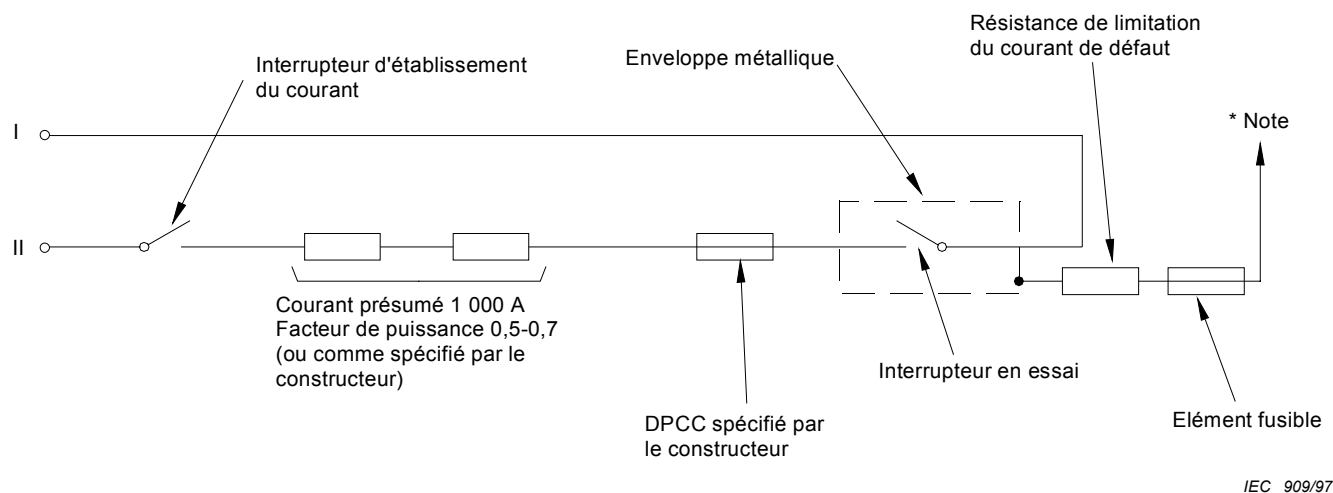 Résistance de limitation
du courant de défaut
Interrupteur d'établissement
du courant
Enveloppe métallique
* Note
I
II
Courant présumé 1 000 A
Facteur de puissance 0,5-0,7
(ou comme spécifié par le
constructeur)
Interrupteur en essai
DPCC spécifié par
le constructeur
Elément fusible
IEC 909/97